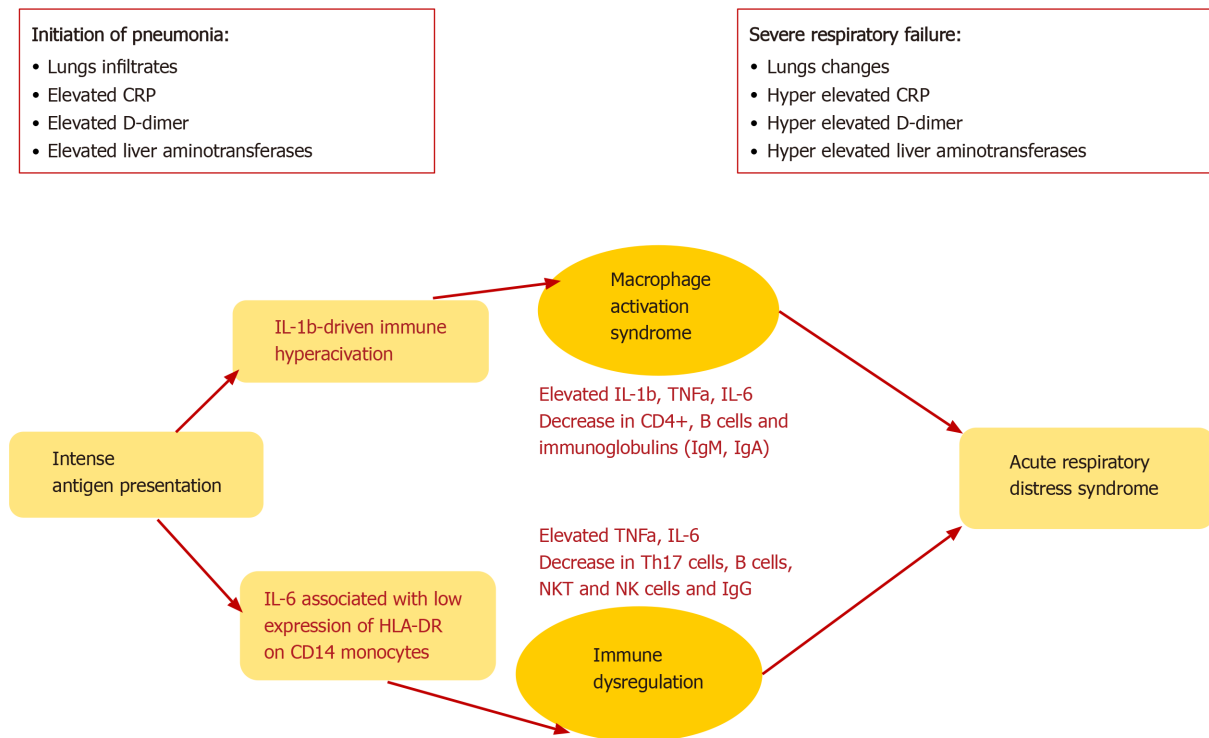 Initiation of pneumonia:
• Lungs infiltrates
• Elevated CRP
• Elevated D-dimer
• Elevated liver aminotransferases
Severe respiratory failure:
• Lungs changes
• Hyper elevated CRP
• Hyper elevated D-dimer
• Hyper elevated liver aminotransferases
Macrophage
activation
syndrome
IL-1b-driven immune
hyperacivation
Elevated IL-1b, TNFa, IL-6
Decrease in CD4+, B cells and
immunoglobulins (IgM, IgA)
Intense
antigen presentation
Acute respiratory
distress syndrome
Elevated TNFa, IL-6
Decrease in Th17 cells, B cells,
NKT and NK cells and IgG
IL-6 associated with low
expression of HLA-DR
on CD14 monocytes
Immune
dysregulation